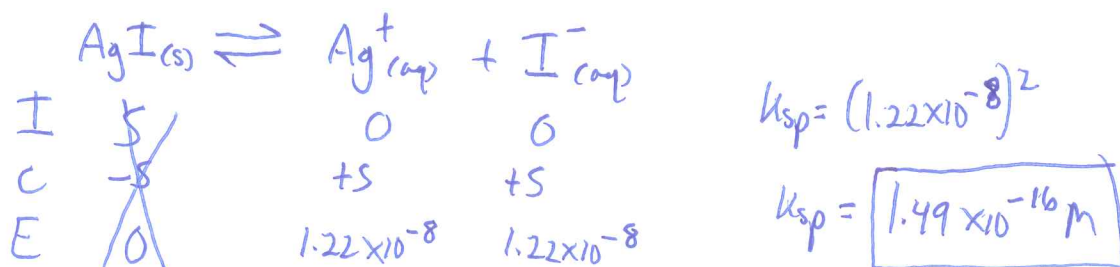 AgI(s) ⇌ Ag⁺(aq) + I⁻(aq)
I S 0 0
C -S +S +S
E 0 1.22×10⁻⁸ 1.22×10⁻⁸
Ksp = (1.22×10⁻⁸)²
Ksp = 1.49×10⁻¹⁶ M